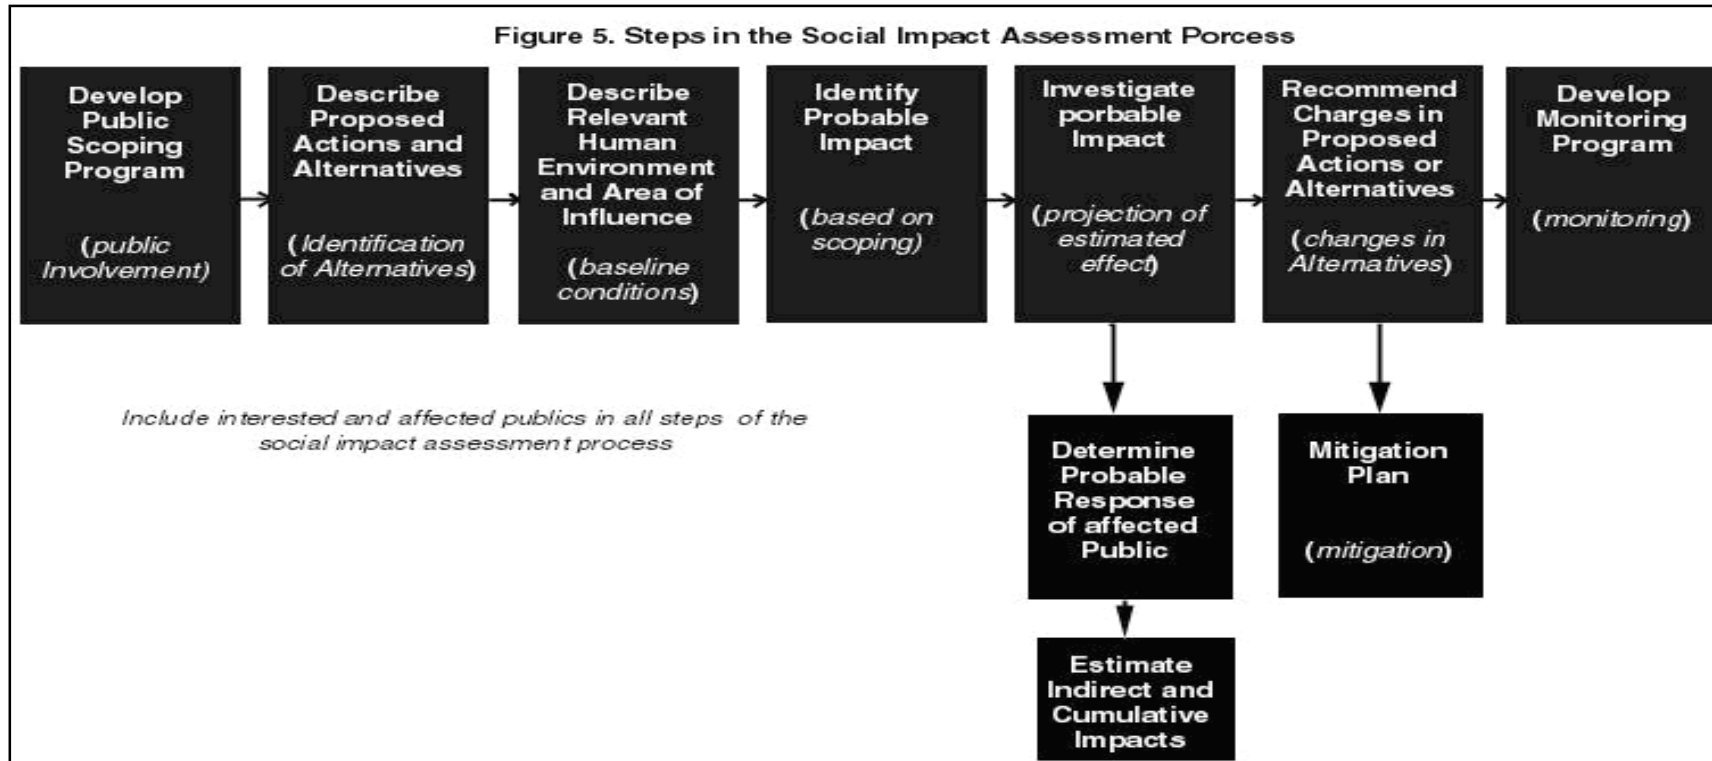 Figure 5. Steps in the Social Impact Assessment Porcess
Develop
Public
Scoping
Program
(public
Involvement)
Describe
Proposed
Actions and
Alternatives
(Identification
of Alternatives)
Describe
Relevant
Human
Environment
and Area of
Influence
(baseline
conditions)
Identify
Probable
Impact
(based on
scoping)
Investigate
porbable
Impact
(projection of
estimated
effect)
Recommend
Charges in
Proposed
Actions or
Alternatives
(changes in
Alternatives)
Develop
Monitoring
Program
(monitoring)
Include interested and affected publics in all steps of the
social impact assessment process
Determine
Probable
Response
of affected
Public
Mitigation
Plan
(mitigation)
Estimate
Indirect and
Cumulative
Impacts